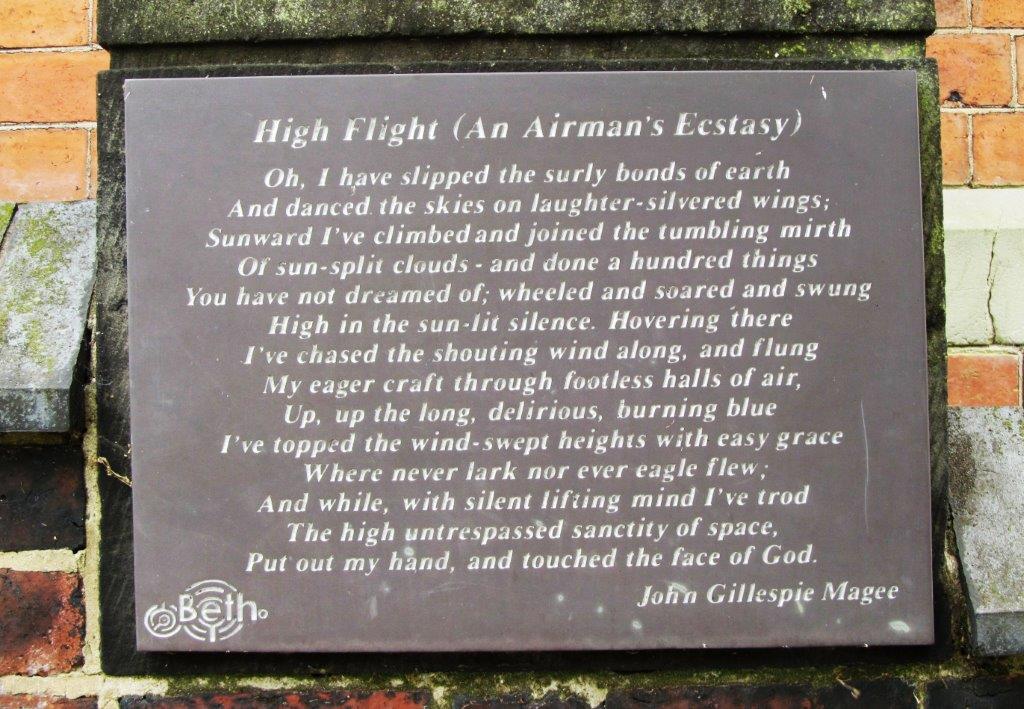 High Flight (An Airman's Ecstasy)
Oh, I have slipped the surly bonds of earth
And danced the skies on laughter-silvered wings;
Sunward I've climbed and joined the tumbling mirth
Of sun-split clouds - and done a hundred things
You have not dreamed of; wheeled and soared and swung
High in the sun-lit silence. Hovering there
I've chased the shouting wind along, and flung
My eager craft through footless halls of air,
Up, up the long, delirious, burning blue
I've topped the wind-swept heights with easy grace
Where never lark nor ever eagle flew;
And while, with silent lifting mind I've trod
The high untrespassed sanctity of space,
Put out my hand, and touched the face of God.
John Gillespie Magee
Beth